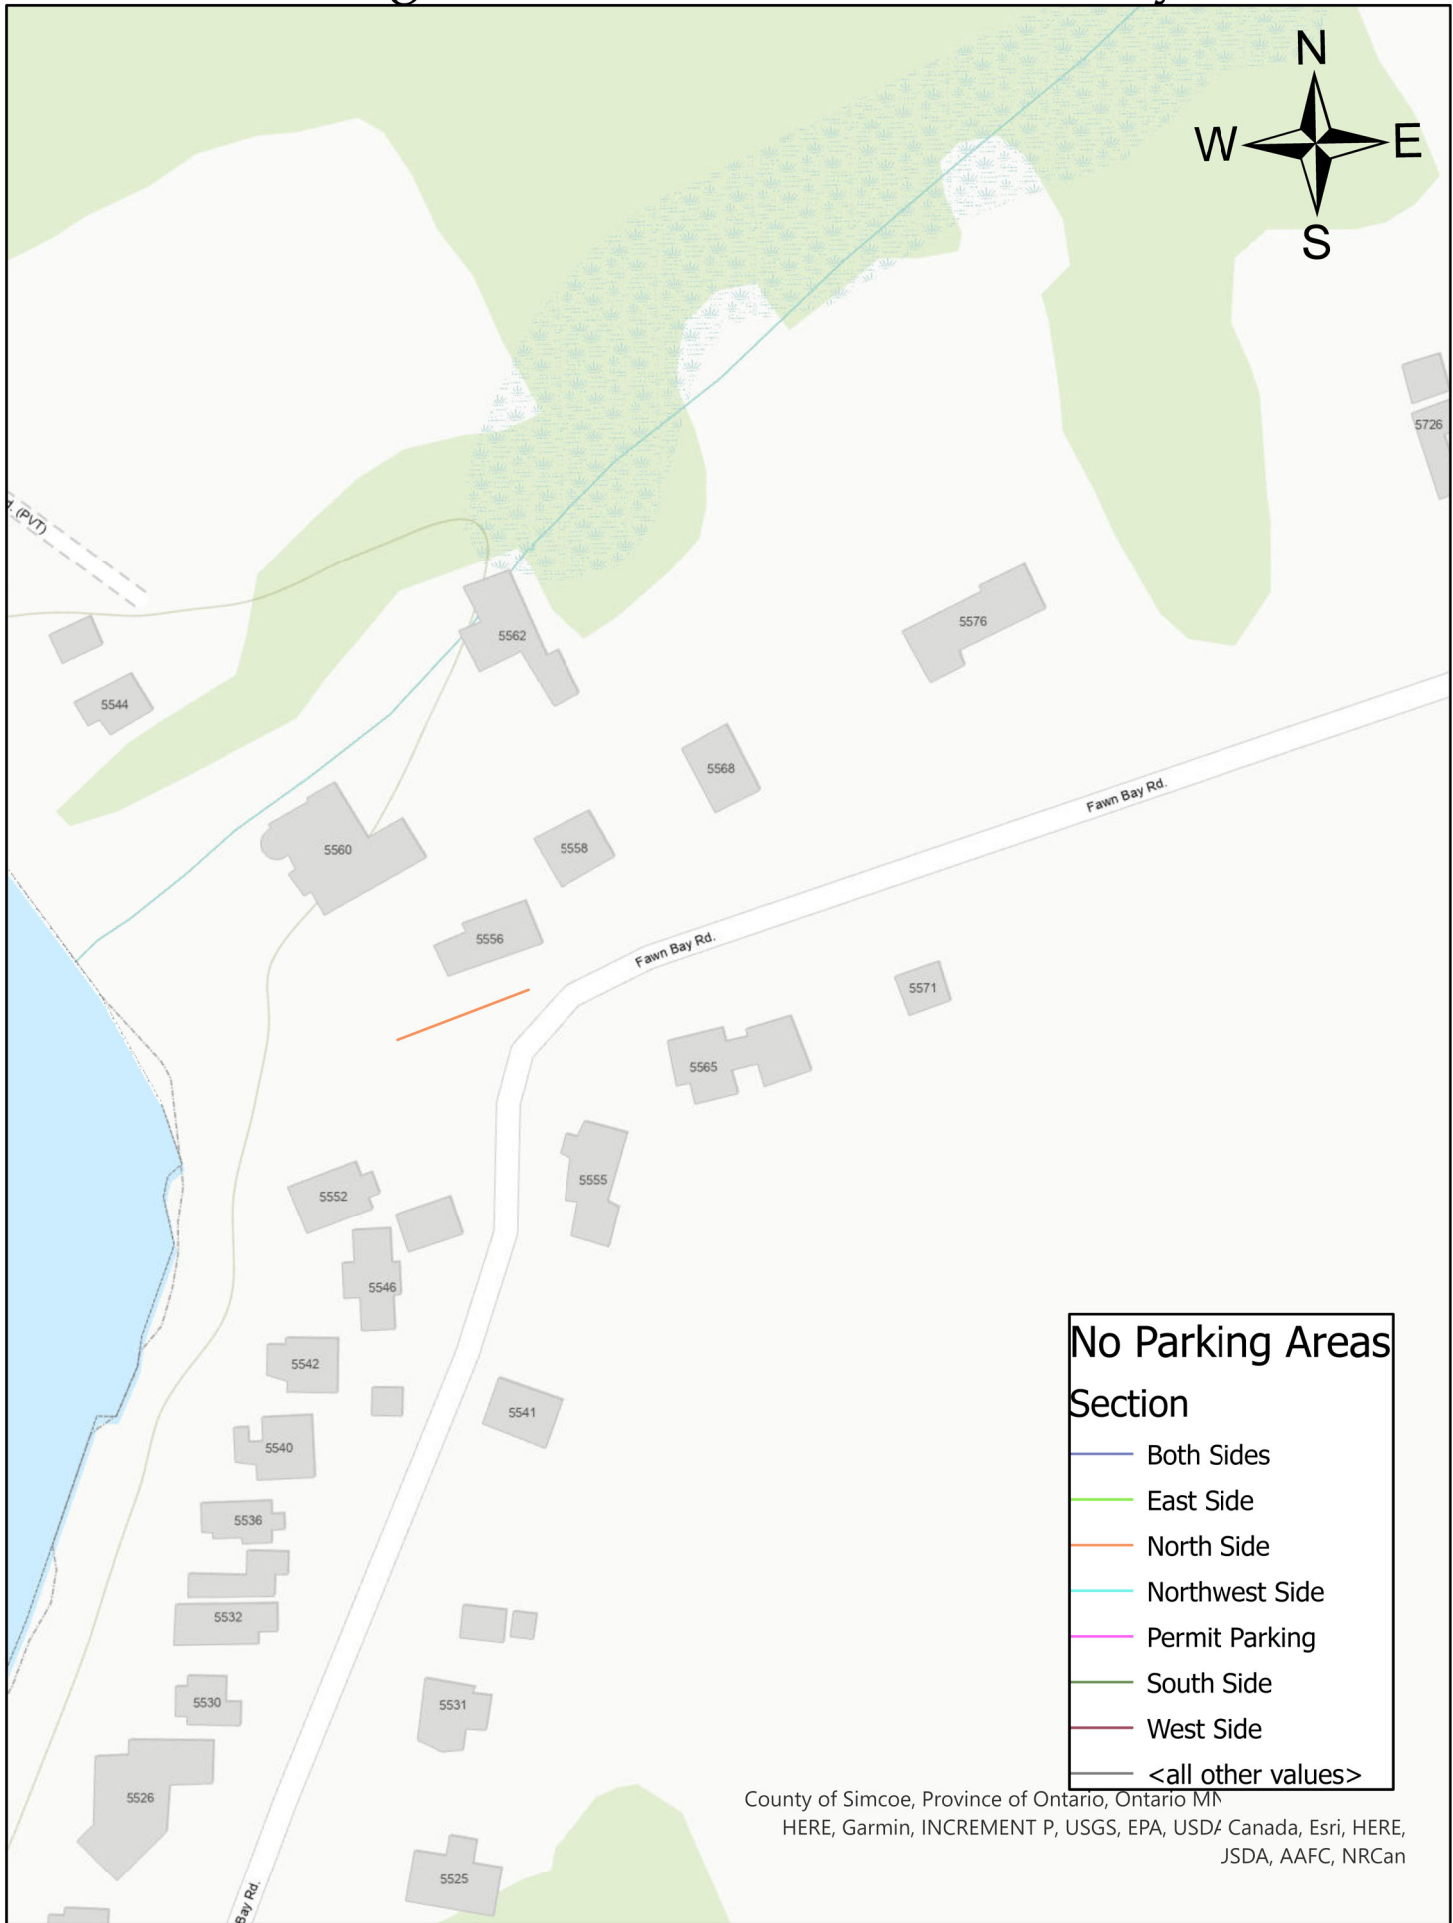 N
W E
S
5726
d. (PVT)
5562
5576
5544
5568
Fawn Bay Rd.
5560
5558
5556
Fawn Bay Rd.
5571
5565
5555
5552
5546
5542
5541
5540
5536
5532
5530
5531
5526
5525
Bay Rd.
No Parking Areas
Section
Both Sides
East Side
North Side
Northwest Side
Permit Parking
South Side
West Side
<all other values>
County of Simcoe, Province of Ontario, Ontario MN
HERE, Garmin, INCREMENT P, USGS, EPA, USDA Canada, Esri, HERE,
JSDA, AAFC, NRCan